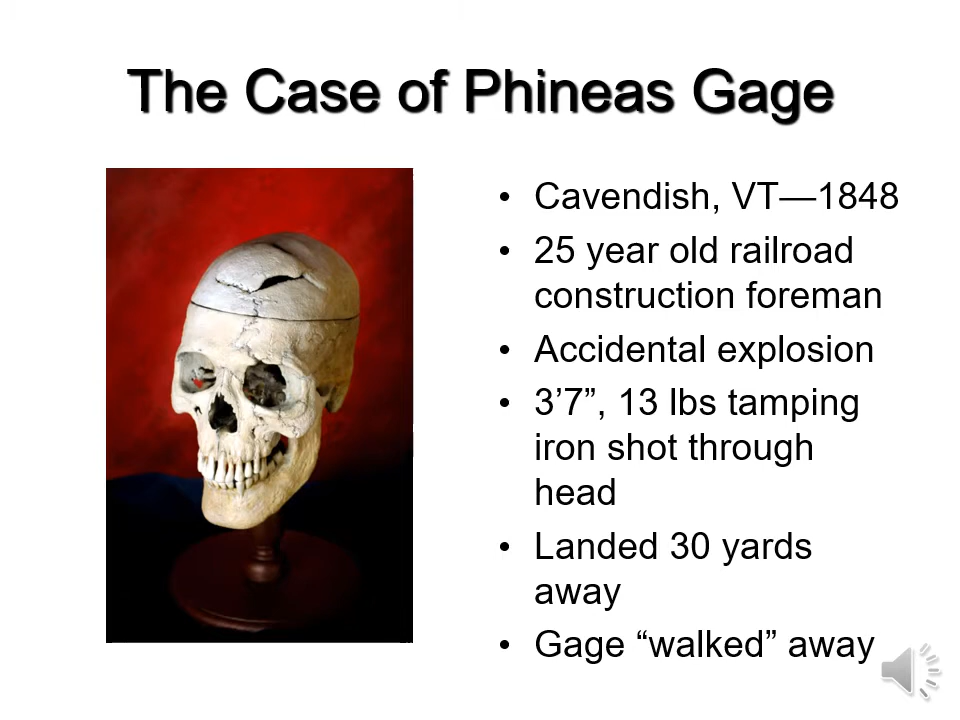 The Case of Phineas Gage
• Cavendish, VT—1848
• 25 year old railroad
construction foreman
• Accidental explosion
• 3’7”, 13 lbs tamping
iron shot through
head
• Landed 30 yards
away
• Gage “walked” away